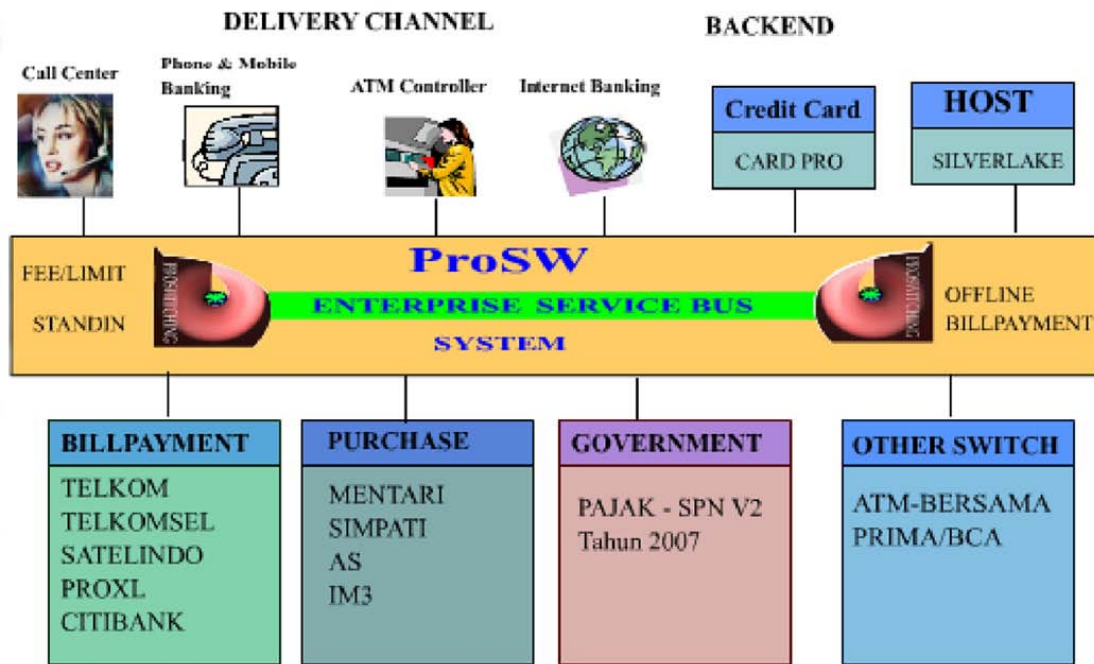 DELIVERY CHANNEL
BACKEND
Call Center
Phone & Mobile
Banking
ATM Controller
Internet Banking
Credit Card
CARD PRO
HOST
SILVERLAKE
FEE/LIMIT
STANDIN
ProSW
ENTERPRISE SERVICE BUS
SYSTEM
OFFLINE
BILLPAYMENT
BILLPAYMENT
TELKOM
TELKOMSEL
SATELINDO
PROXL
CITIBANK
PURCHASE
MENTARI
SIMPATI
AS
IM3
GOVERNMENT
PAJAK - SPN V2
Tahun 2007
OTHER SWITCH
ATM-BERSAMA
PRIMA/BCA